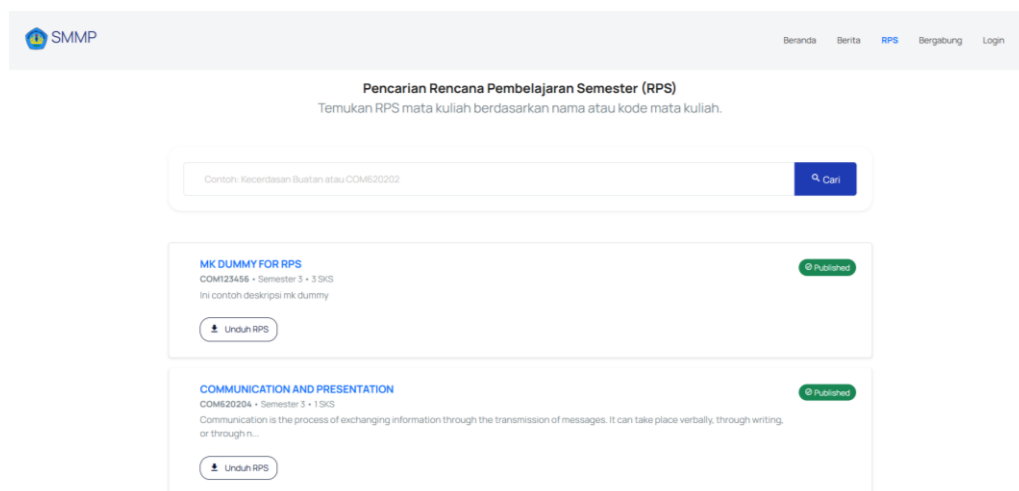 SMMP
Beranda Berita RPS Bergabung Login
Pencarian Rencana Pembelajaran Semester (RPS)
Temukan RPS mata kuliah berdasarkan nama atau kode mata kuliah.
Contoh: Kecerdasan Buatan atau COM620202
Cari
MK DUMMY FOR RPS
Published
COM123456 • Semester 3 • 3 SKS
Ini contoh deskripsi mk dummy
Unduh RPS
COMMUNICATION AND PRESENTATION
Published
COM620204 • Semester 3 • 1 SKS
Communication is the process of exchanging information through the transmission of messages. It can take place verbally, through writing,
or through n...
Unduh RPS